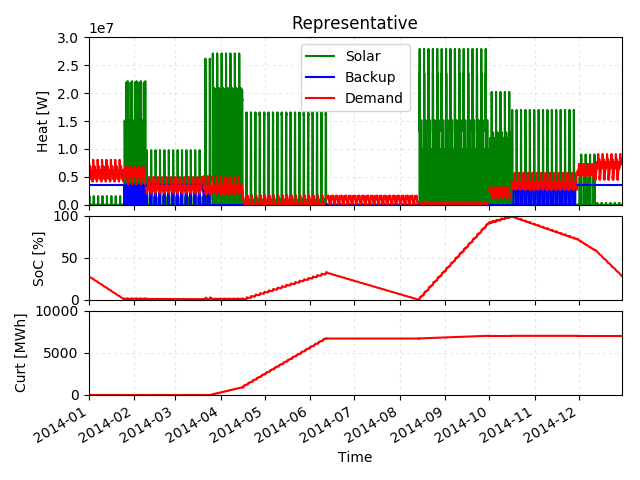 Representative
1e7
3.0
2.5
2.0
1.5
1.0
0.5
0.0
Heat [W]
Solar
Backup
Demand
100
50
0
SoC [%]
10000
5000
0
Curt [MWh]
2014-01
2014-02
2014-03
2014-04
2014-05
2014-06
2014-07
2014-08
2014-09
2014-10
2014-11
2014-12
Time